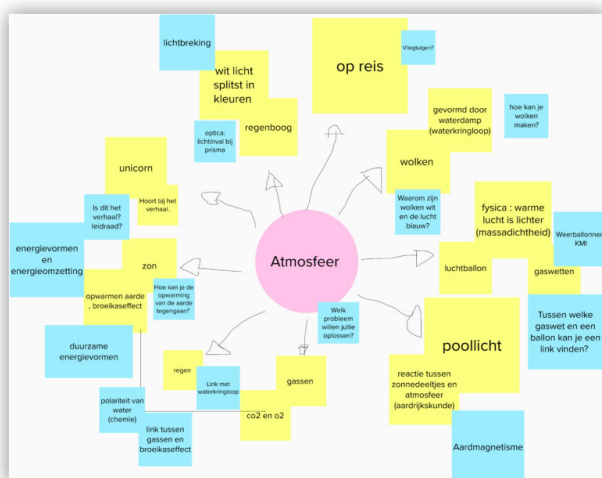 lichtbreking
wit licht
splitst in
kleuren
regenboog
optica:
lichtinval bij
prisma
op reis
Vliegtuigen?
gevormd door
waterdamp
(waterkringloop)
hoe kan je
wolken
maken?
wolken
Waarom zijn
wolken wit
en de lucht
blauw?
unicorn
Hoort bij het
verhaal.
Is dit het
verhaal?
leidraad?
fysica : warme
lucht is lichter
(massadichtheid)
Weerballonnen
KMI
luchtballon
gaswetten
Tussen welke
gaswet en een
ballon kan je een
link vinden?
Atmosfeer
energievormen
en
energieomzetting
zon
opwarmen aarde
, broeikaseffect
Hoe kan je de
opwarming
van de aarde
tegengaan?
duurzame
energievormen
Welk
probleem
willen jullie
oplossen?
poollicht
reactie tussen
zonnedeeltjes en
atmosfeer
(aardrijkskunde)
Aardmagnetisme
regen
Link met
waterkringloop
gassen
co2 en o2
polariteit van
water
(chemie)
link tussen
gassen en
broeikaseffect